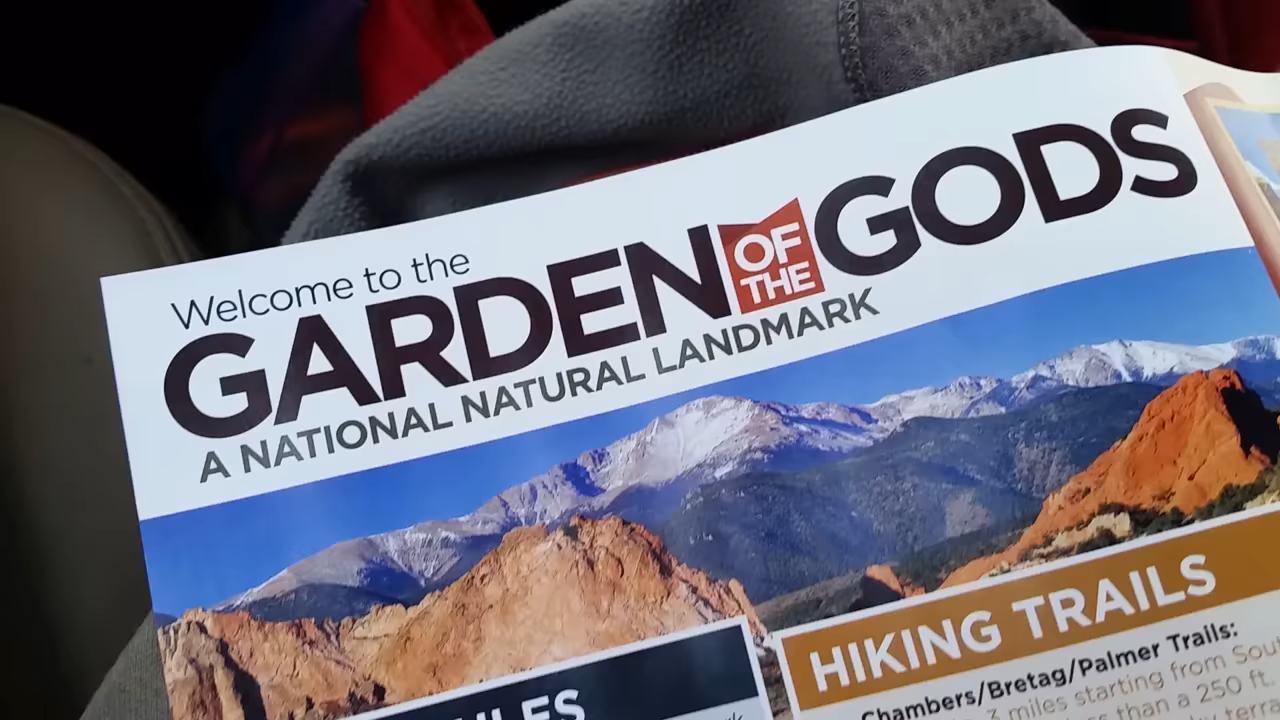 Welcome to the
GARDEN OF THE GODS
A NATIONAL NATURAL LANDMARK
HIKING TRAILS
Chambers/Bretag/Palmer Trails:
3 miles starting from
than a 250 ft.